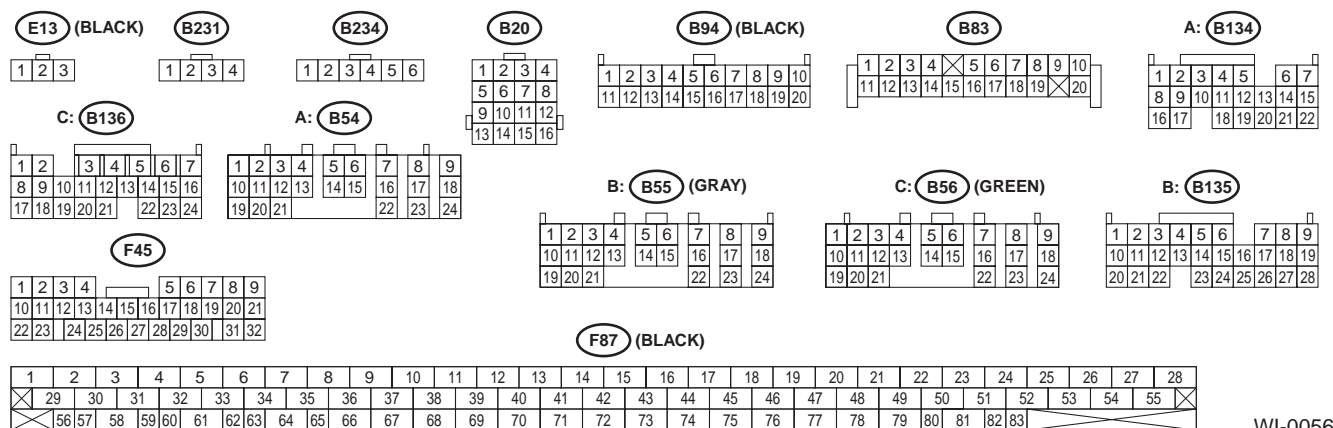 E13 (BLACK) B231 B234 B20 B94 (BLACK) B83 A: B134
1 2 3
1 2 3 4
1 2 3 4 5 6
1 2 3 4
5 6 7 8
9 10 11 12
13 14 15 16
1 2 3 4 5 6 7 8 9 10
11 12 13 14 15 16 17 18 19 20
1 2 3 4 5 6 7 8 9 10
11 12 13 14 15 16 17 18 19 20
1 2 3 4 5 6 7
8 9 10 11 12 13 14 15
16 17 18 19 20 21 22
C: B136 A: B54
1 2 3 4 5 6 7
8 9 10 11 12 13 14 15 16
17 18 19 20 21 22 23 24
1 2 3 4 5 6 7 8 9
10 11 12 13 14 15 16 17 18
19 20 21 22 23 24
B: B55 (GRAY) C: B56 (GREEN) B: B135
1 2 3 4 5 6 7 8 9
10 11 12 13 14 15 16 17 18
19 20 21 22 23 24
1 2 3 4 5 6 7 8 9
10 11 12 13 14 15 16 17 18
19 20 21 22 23 24
1 2 3 4 5 6 7 8 9
10 11 12 13 14 15 16 17 18 19
20 21 22 23 24 25 26 27 28
F45
1 2 3 4 5 6 7 8 9
10 11 12 13 14 15 16 17 18 19 20 21
22 23 24 25 26 27 28 29 30 31 32
F87 (BLACK)
1 2 3 4 5 6 7 8 9 10 11 12 13 14 15 16 17 18 19 20 21 22 23 24 25 26 27 28
29 30 31 32 33 34 35 36 37 38 39 40 41 42 43 44 45 46 47 48 49 50 51 52 53 54 55
56 57 58 59 60 61 62 63 64 65 66 67 68 69 70 71 72 73 74 75 76 77 78 79 80 81 82 83
WI-0056